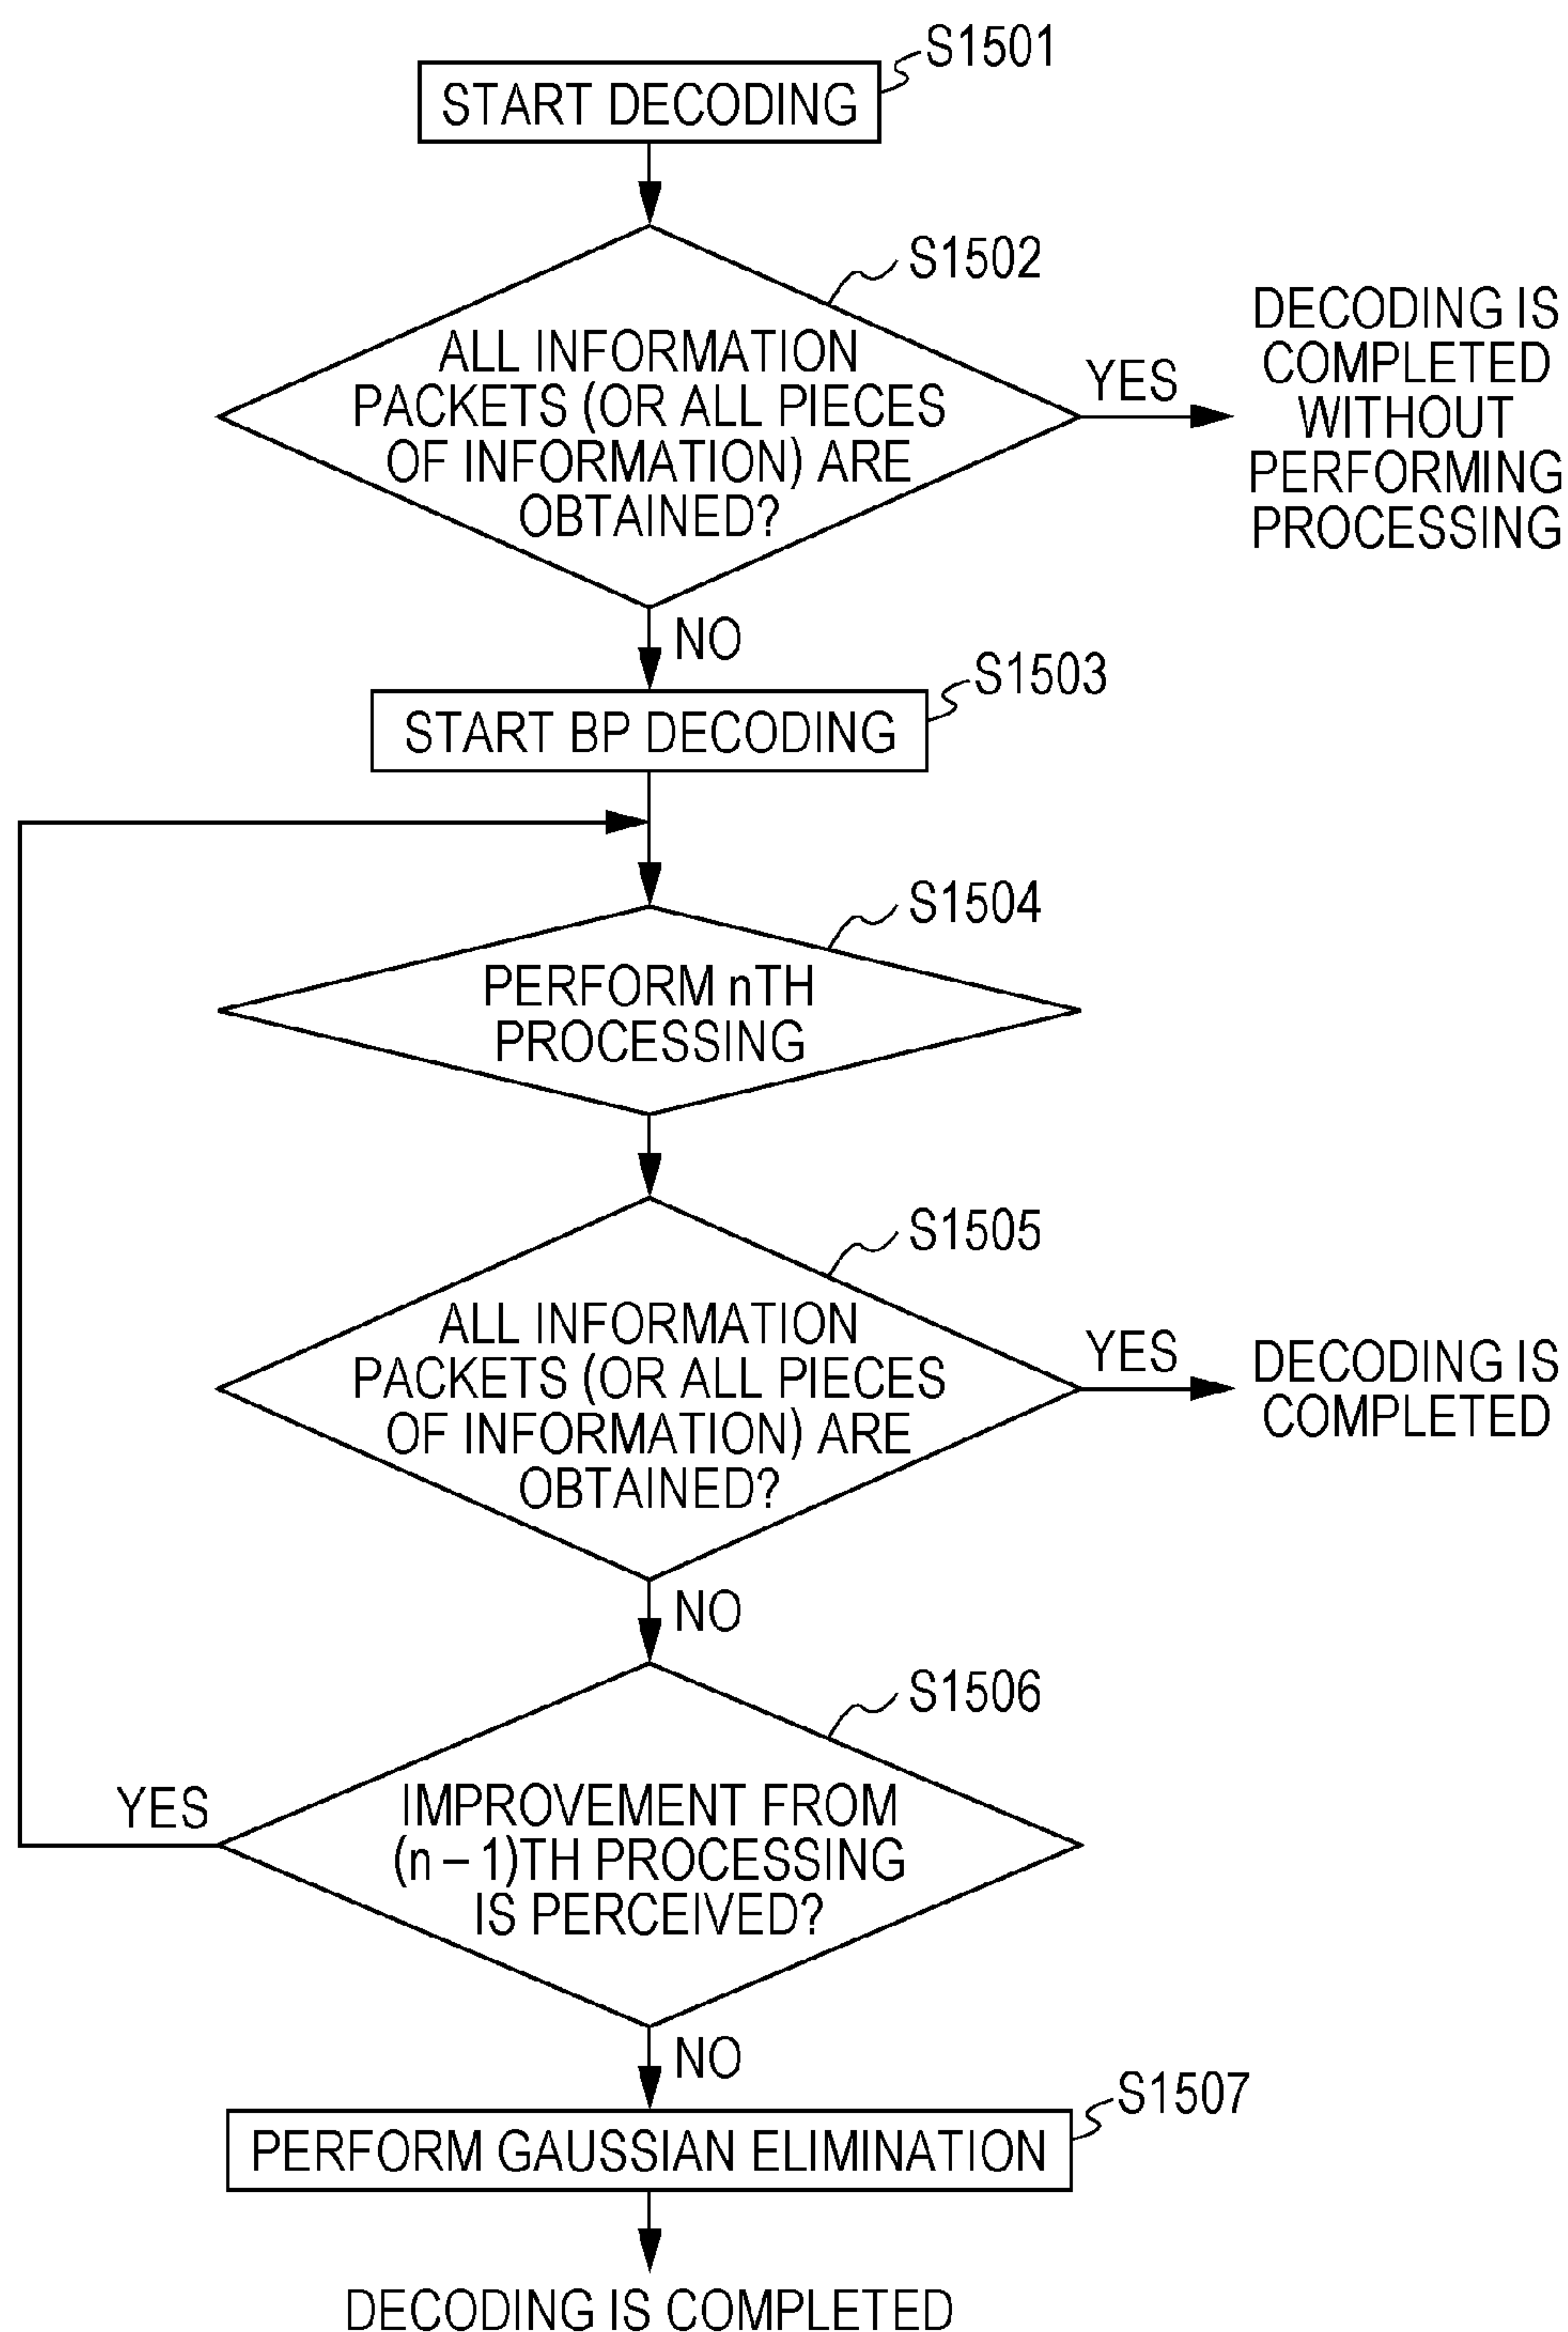 S1501
START DECODING
S1502
ALL INFORMATION
PACKETS (OR ALL PIECES
OF INFORMATION) ARE
OBTAINED?
YES
DECODING IS
COMPLETED
WITHOUT
PERFORMING
PROCESSING
NO
S1503
START BP DECODING
S1504
PERFORM nTH
PROCESSING
S1505
ALL INFORMATION
PACKETS (OR ALL PIECES
OF INFORMATION) ARE
OBTAINED?
YES
DECODING IS
COMPLETED
NO
S1506
IMPROVEMENT FROM
(n – 1)TH PROCESSING
IS PERCEIVED?
YES
NO
S1507
PERFORM GAUSSIAN ELIMINATION
DECODING IS COMPLETED